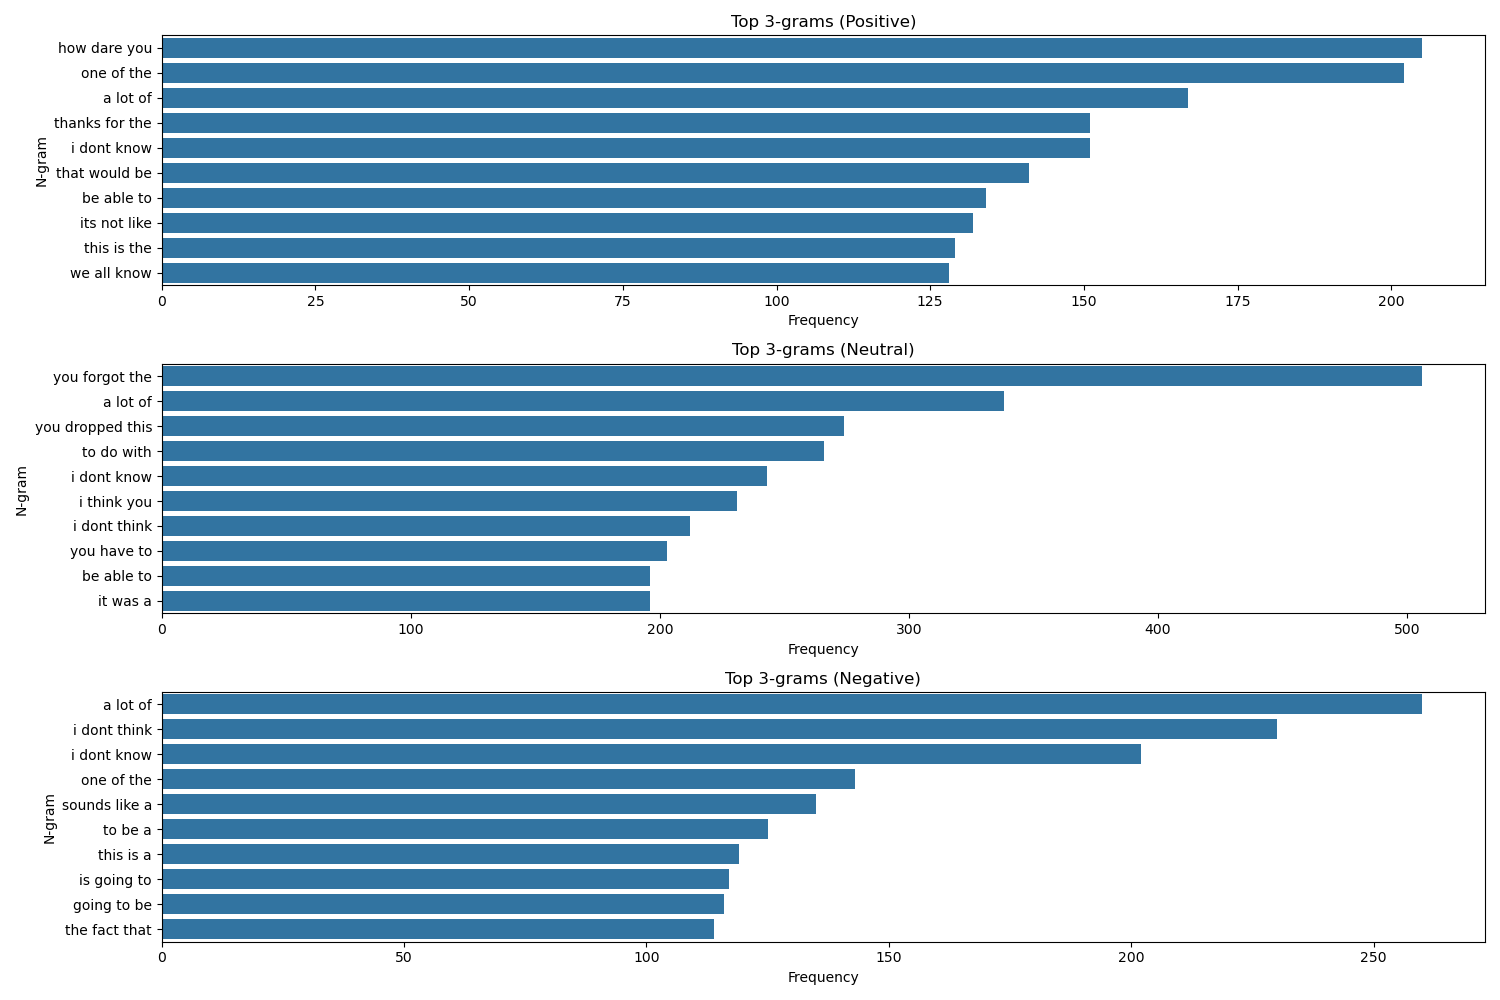 Top 3-grams (Positive)
N-gram
how dare you
one of the
a lot of
thanks for the
i dont know
that would be
be able to
its not like
this is the
we all know
0 25 50 75 100 125 150 175 200
Frequency
Top 3-grams (Neutral)
N-gram
you forgot the
a lot of
you dropped this
to do with
i dont know
i think you
i dont think
you have to
be able to
it was a
0 100 200 300 400 500
Frequency
Top 3-grams (Negative)
N-gram
a lot of
i dont think
i dont know
one of the
sounds like a
to be a
this is a
is going to
going to be
the fact that
0 50 100 150 200 250
Frequency